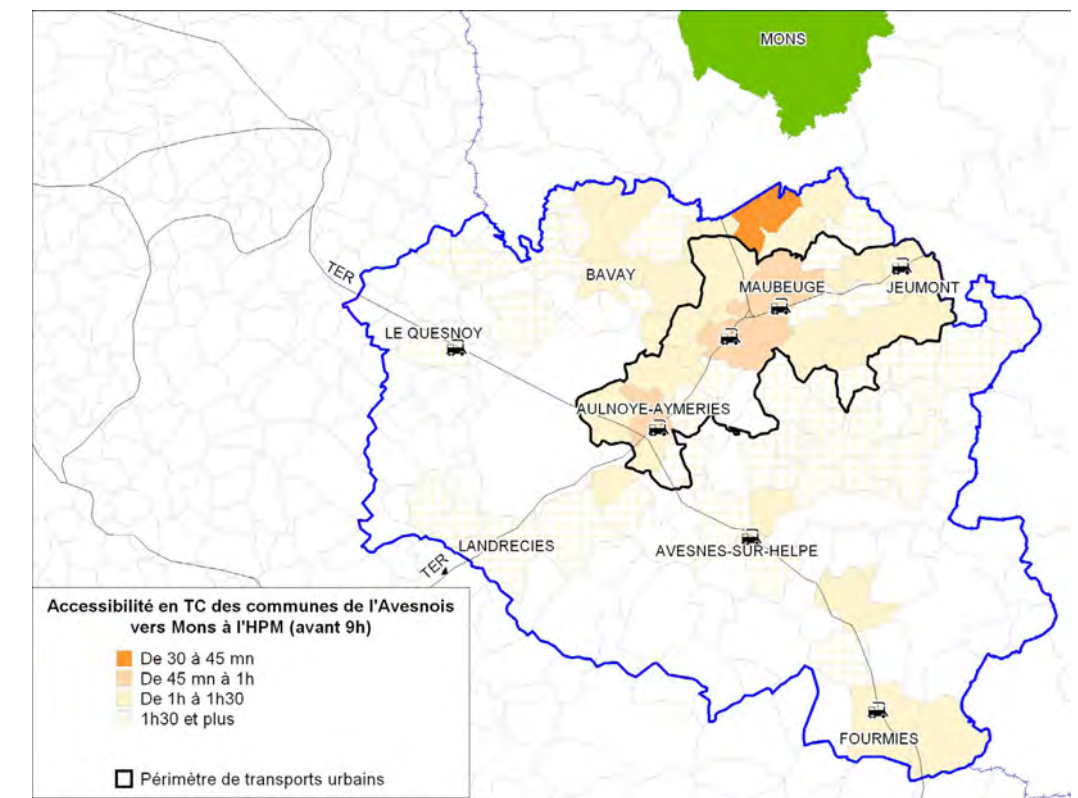 MONS
BAVAY
MAUBEUGE
JEUMONT
TER
LE QUESNOY
AULNOYE-AYMERIES
LANDRECIES
AVESNES-SUR-HELPE
TER
FOURMIES
Accessibilité en TC des communes de l'Avesnois
vers Mons à l'HPM (avant 9h)
De 30 à 45 mn
De 45 mn à 1h
De 1h à 1h30
1h30 et plus
Périmètre de transports urbains